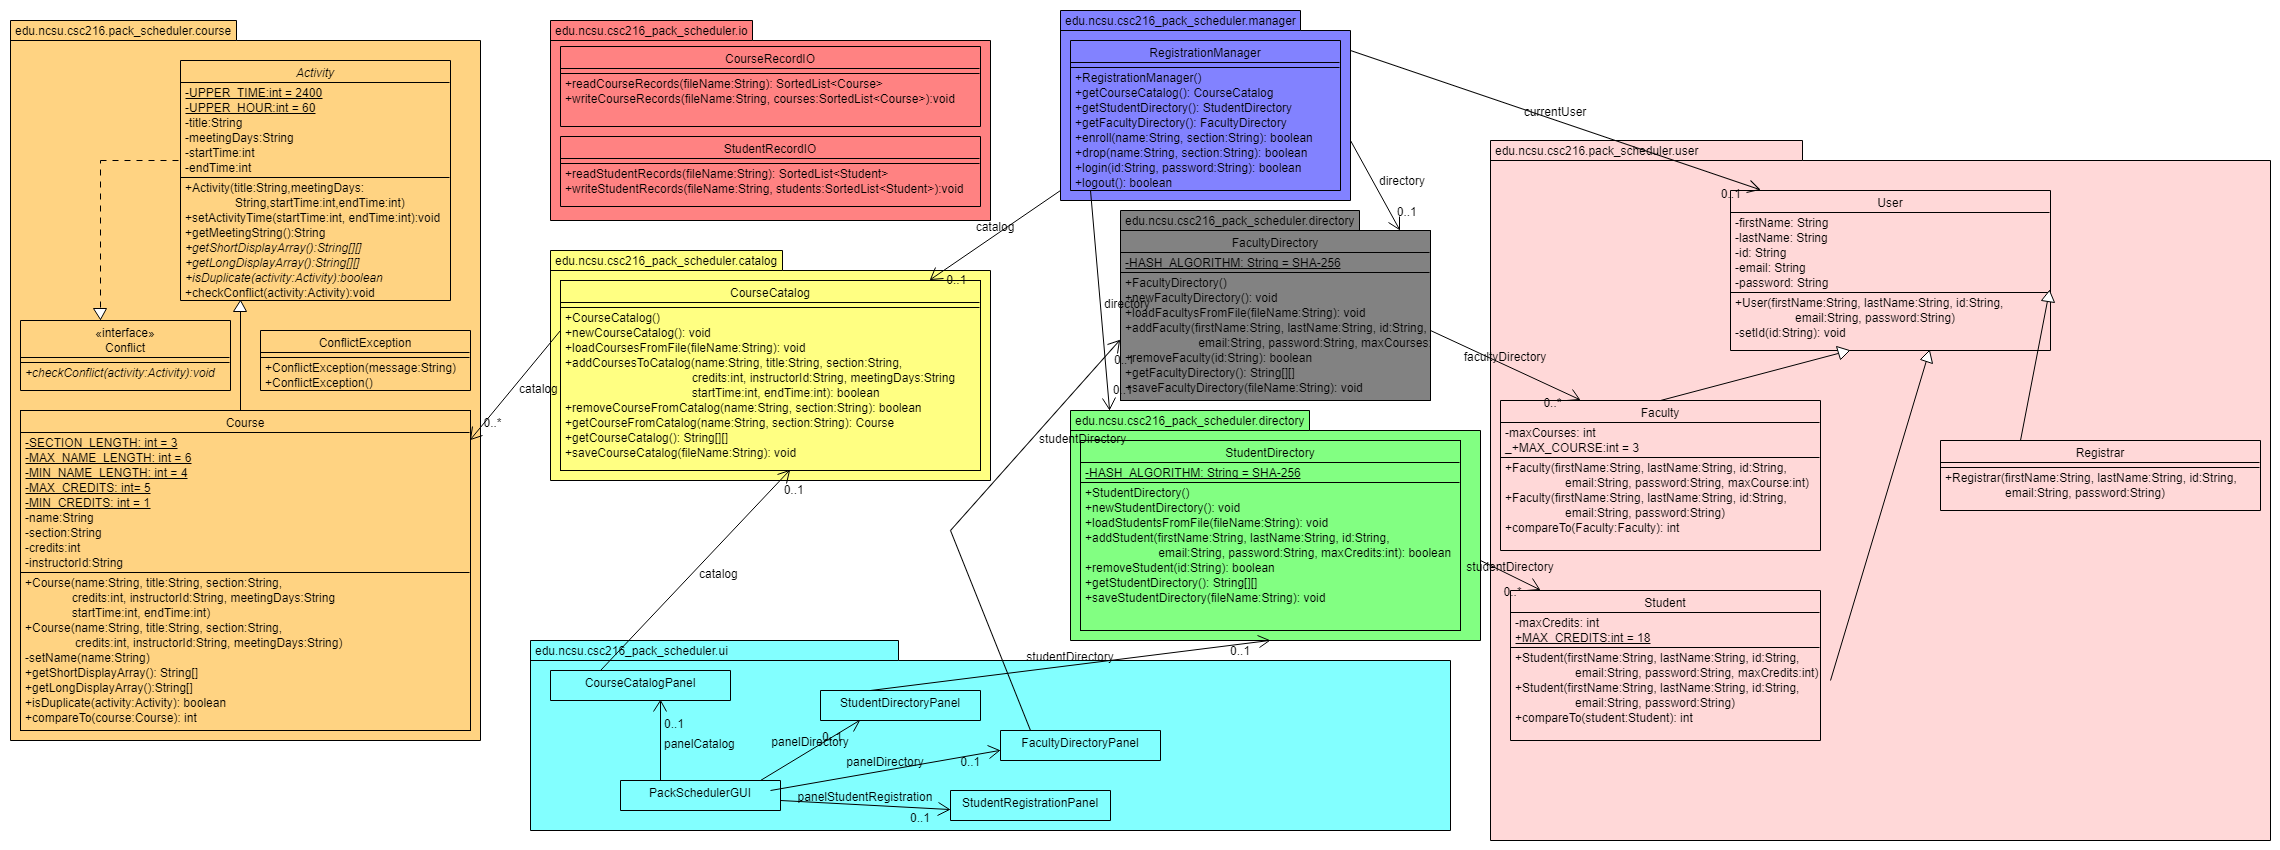 edu.ncsu.csc216.pack_scheduler.course
Activity
-UPPER_TIME:int = 2400
-UPPER_HOUR:int = 60
-title:String
-meetingDays:String
-startTime:int
-endTime:int
+Activity(title:String,meetingDays:
String,startTime:int,endTime:int)
+setActivityTime(startTime:int, endTime:int):void
+getMeetingString():String
+getShortDisplayArray():String[][]
+getLongDisplayArray():String[][]
+isDuplicate(activity:Activity):boolean
+checkConflict(activity:Activity):void
«interface»
Conflict
+checkConflict(activity:Activity):void
ConflictException
+ConflictException(message:String)
+ConflictException()
Course
-SECTION_LENGTH: int = 3
-MAX_NAME_LENGTH: int = 6
-MIN_NAME_LENGTH: int = 4
-MAX_CREDITS: int= 5
-MIN_CREDITS: int = 1
-name:String
-section:String
-credits:int
-instructorId:String
+Course(name:String, title:String, section:String,
credits:int, instructorId:String, meetingDays:String
startTime:int, endTime:int)
+Course(name:String, title:String, section:String,
credits:int, instructorId:String, meetingDays:String)
-setName(name:String)
+getShortDisplayArray(): String[]
+getLongDisplayArray():String[]
+isDuplicate(activity:Activity): boolean
+compareTo(course:Course): int
edu.ncsu.csc216_pack_scheduler.io
CourseRecordIO
+readCourseRecords(fileName:String): SortedList<Course>
+writeCourseRecords(fileName:String, courses:SortedList<Course>):void
StudentRecordIO
+readStudentRecords(fileName:String): SortedList<Student>
+writeStudentRecords(fileName:String, students:SortedList<Student>):void
edu.ncsu.csc216_pack_scheduler.catalog
CourseCatalog
+CourseCatalog()
+newCourseCatalog(): void
+loadCoursesFromFile(fileName:String): void
+addCoursesToCatalog(name:String, title:String, section:String,
credits:int, instructorId:String, meetingDays:String
startTime:int, endTime:int): boolean
+removeCourseFromCatalog(name:String, section:String): boolean
+getCourseFromCatalog(name:String, section:String): Course
+getCourseCatalog(): String[][]
+saveCourseCatalog(fileName:String): void
catalog
0..*
catalog
0..1
catalog
0..1
edu.ncsu.csc216_pack_scheduler.manager
RegistrationManager
+RegistrationManager()
+getCourseCatalog(): CourseCatalog
+getStudentDirectory(): StudentDirectory
+getFacultyDirectory(): FacultyDirectory
+enroll(name:String, section:String): boolean
+drop(name:String, section:String): boolean
+login(id:String, password:String): boolean
+logout(): boolean
currentUser
0..1
directory
0..1
directory
0..1
edu.ncsu.csc216_pack_scheduler.directory
FacultyDirectory
-HASH_ALGORITHM: String = SHA-256
+FacultyDirectory()
+newFacultyDirectory(): void
+loadFacultysFromFile(fileName:String): void
+addFaculty(firstName:String, lastName:String, id:String,
email:String, password:String, maxCourses
+removeFaculty(id:String): boolean
+getFacultyDirectory(): String[][]
+saveFacultyDirectory(fileName:String): void
0..1
facultyDirectory
0..*
studentDirectory
edu.ncsu.csc216_pack_scheduler.directory
StudentDirectory
-HASH_ALGORITHM: String = SHA-256
+StudentDirectory()
+newStudentDirectory(): void
+loadStudentsFromFile(fileName:String): void
+addStudent(firstName:String, lastName:String, id:String,
email:String, password:String, maxCredits:int): boolean
+removeStudent(id:String): boolean
+getStudentDirectory(): String[][]
+saveStudentDirectory(fileName:String): void
studentDirectory
0..*
studentDirectory
0..1
edu.ncsu.csc216_pack_scheduler.ui
CourseCatalogPanel
StudentDirectoryPanel
FacultyDirectoryPanel
PackSchedulerGUI
StudentRegistrationPanel
0..1
panelCatalog
panelDirectory
0..1
panelDirectory
0..1
panelStudentRegistration
0..1
edu.ncsu.csc216.pack_scheduler.user
User
-firstName: String
-lastName: String
-id: String
-email: String
-password: String
+User(firstName:String, lastName:String, id:String,
email:String, password:String)
-setId(id:String): void
Faculty
-maxCourses: int
_+MAX_COURSE:int = 3
+Faculty(firstName:String, lastName:String, id:String,
email:String, password:String, maxCourse:int)
+Faculty(firstName:String, lastName:String, id:String,
email:String, password:String)
+compareTo(Faculty:Faculty): int
Registrar
+Registrar(firstName:String, lastName:String, id:String,
email:String, password:String)
Student
-maxCredits: int
+MAX_CREDITS:int = 18
+Student(firstName:String, lastName:String, id:String,
email:String, password:String, maxCredits:int)
+Student(firstName:String, lastName:String, id:String,
email:String, password:String)
+compareTo(student:Student): int